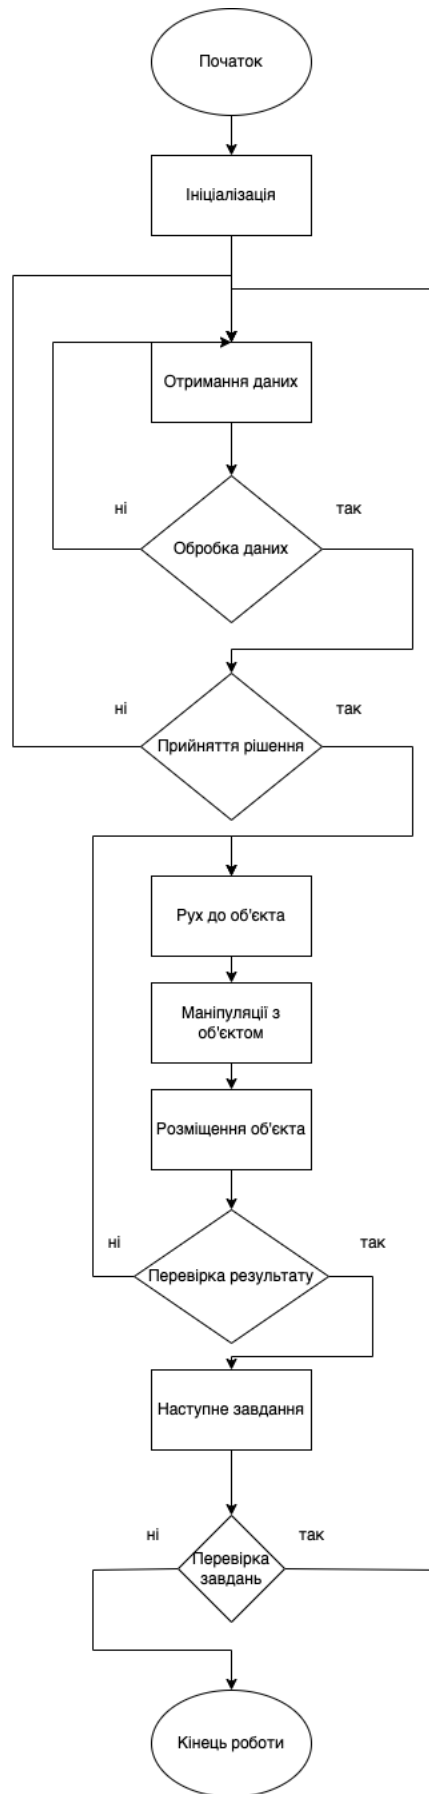 Початок
Ініціалізація
Отримання даних
ні
так
Обробка даних
ні
так
Прийняття рішення
Рух до об'єкта
Маніпуляції з
об'єктом
Розміщення об'єкта
ні
так
Перевірка результату
Наступне завдання
ні
так
Перевірка
завдань
Кінець роботи